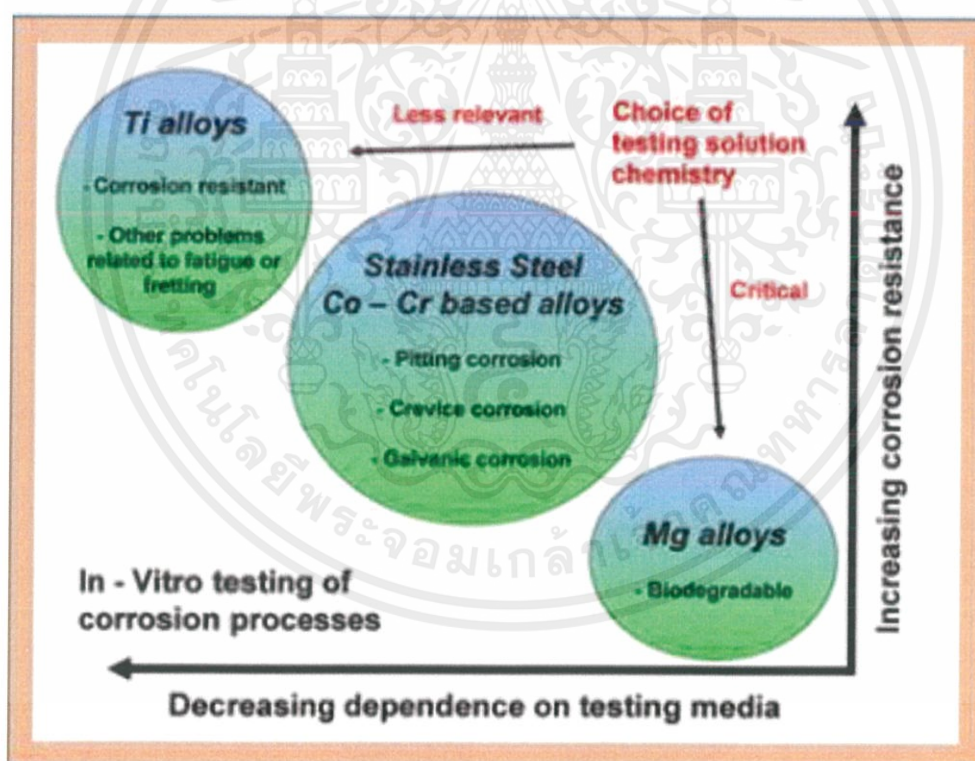 Ti alloys
- Corrosion resistant
- Other problems
related to fatigue or
fretting
Less relevant
Choice of
testing solution
chemistry
Critical
Stainless Steel
Co – Cr based alloys
- Pitting corrosion
- Crevice corrosion
- Galvanic corrosion
Mg alloys
- Biodegradable
In - Vitro testing of
corrosion processes
Increasing corrosion resistance
Decreasing dependence on testing media